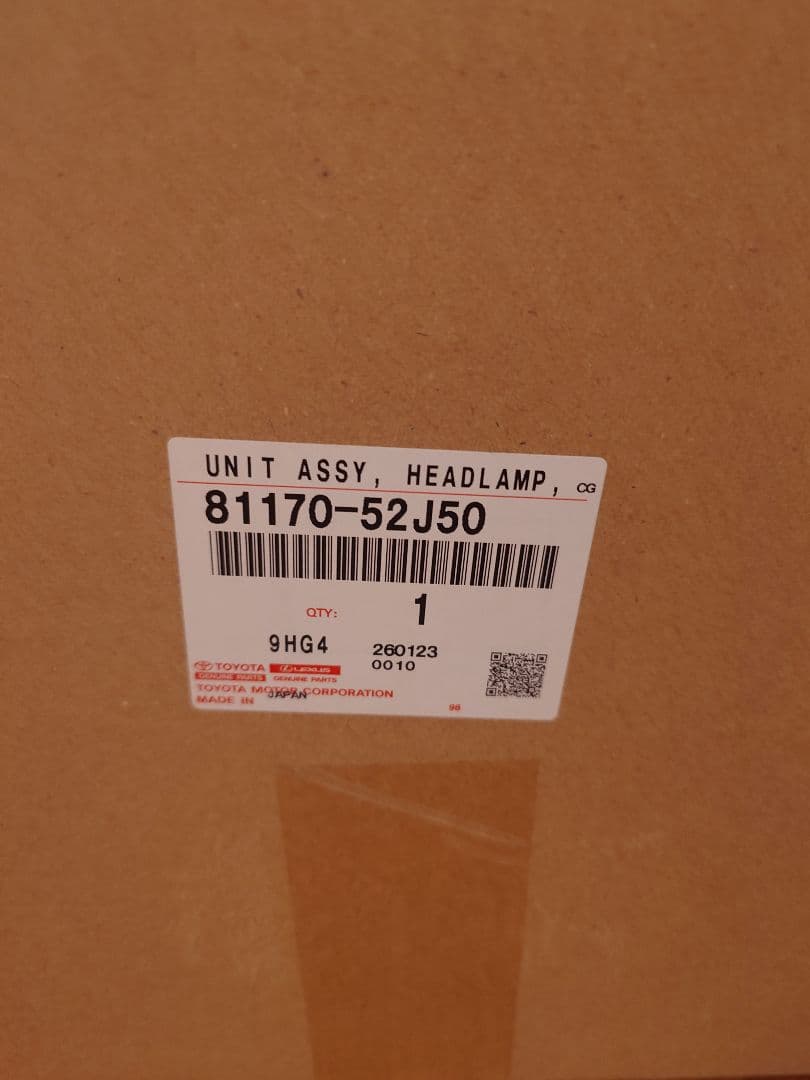 UNIT ASSY, HEADLAMP, CG
81170-52J50
QTY: 1
9HG4 260123
0010
TOYOTA LEXUS
GENUINE PARTS GENUINE PARTS
TOYOTA MOTOR CORPORATION
MADE IN JAPAN
98